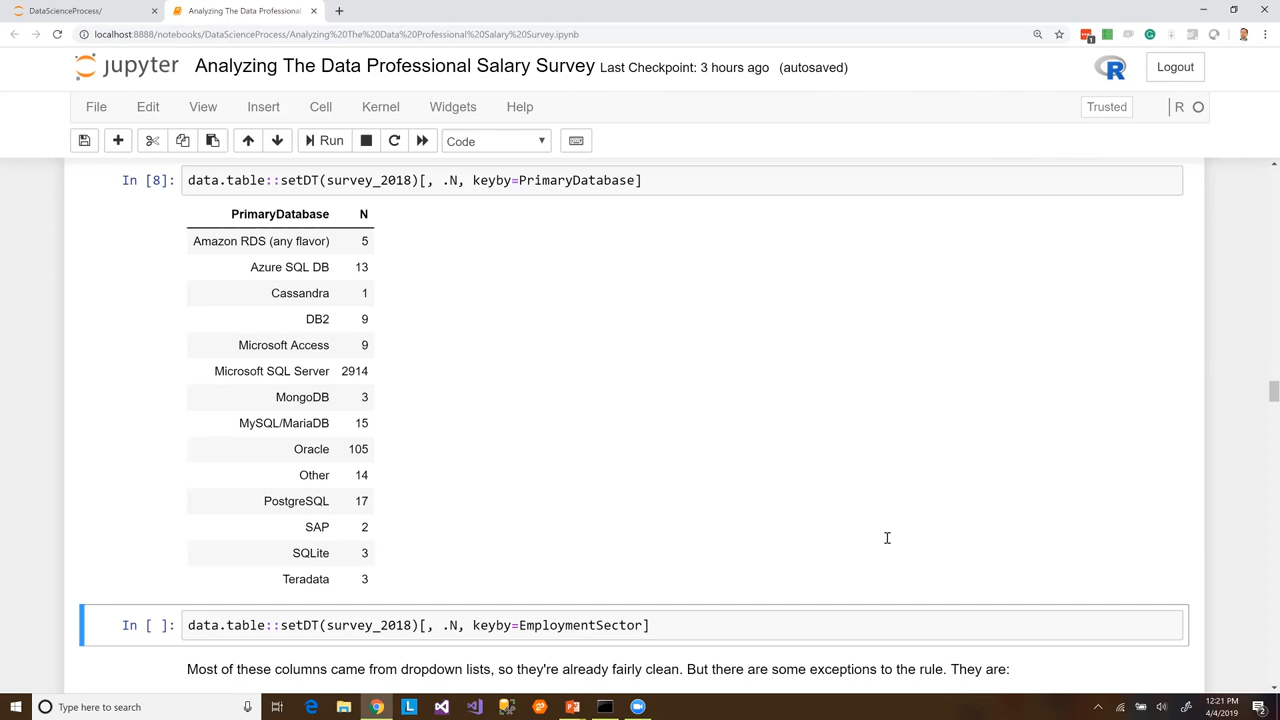 DataScienceProcess/
Analyzing The Data Professional
localhost:8888/notebooks/DataScienceProcess/Analyzing%20The%20Data%20Professional%20Salary%20Survey.ipynb
jupyter Analyzing The Data Professional Salary Survey Last Checkpoint: 3 hours ago (autosaved)
R
Logout
File Edit View Insert Cell Kernel Widgets Help
Trusted
R
Run
Code
In [8]: data.table::setDT(survey_2018)[, .N, keyby=PrimaryDatabase]
PrimaryDatabase N
Amazon RDS (any flavor) 5
Azure SQL DB 13
Cassandra 1
DB2 9
Microsoft Access 9
Microsoft SQL Server 2914
MongoDB 3
MySQL/MariaDB 15
Oracle 105
Other 14
PostgreSQL 17
SAP 2
SQLite 3
Teradata 3
In [ ]: data.table::setDT(survey_2018)[, .N, keyby=EmploymentSector]
Most of these columns came from dropdown lists, so they're already fairly clean. But there are some exceptions to the rule. They are:
Type here to search
12:21 PM
4/4/2019